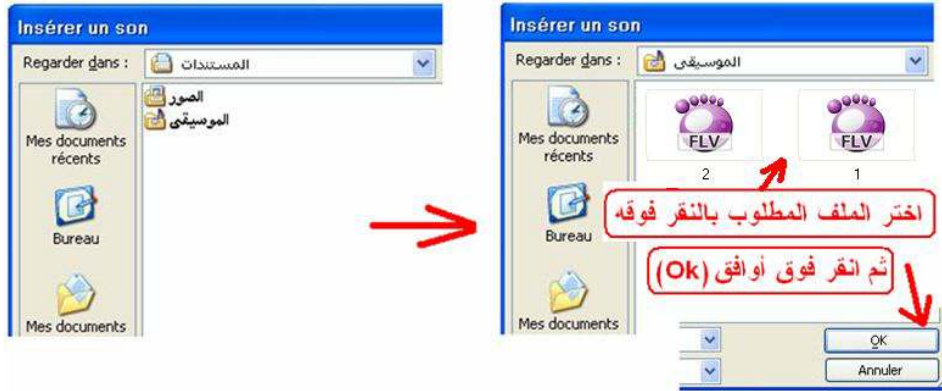 Insérer un son
Regarder dans :
المستندات
الصور
الموسيقى
Mes documents
récents
Bureau
Mes documents
Insérer un son
Regarder dans :
الموسيقى
Mes documents
récents
FLV
FLV
2
1
اختر الملف المطلوب بالنقر فوقه
Bureau
ثم انقر فوق أوافق (Ok)
Mes documents
OK
Annuler